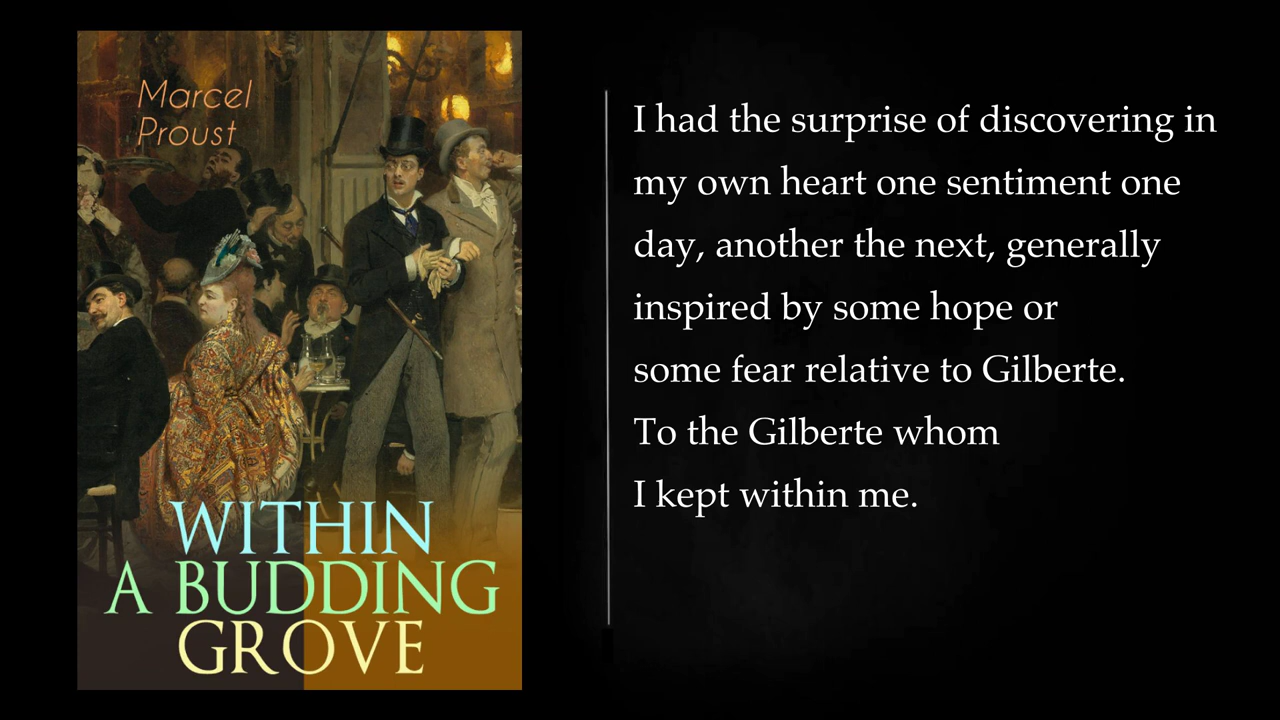 Marcel
Proust
WITHIN
A BUDDING
GROVE
I had the surprise of discovering in
my own heart one sentiment one
day, another the next, generally
inspired by some hope or
some fear relative to Gilberte.
To the Gilberte whom
I kept within me.